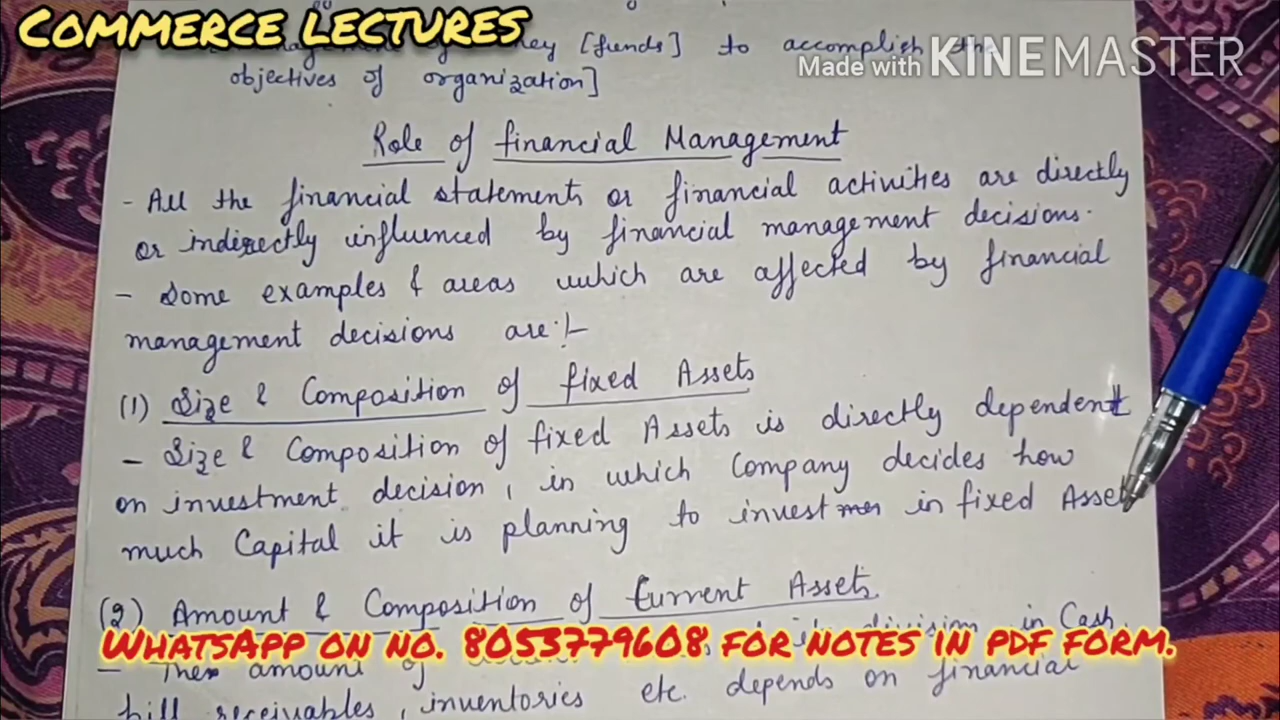 COMMERCE LECTURES
[funds] to accomplish the
Made with KINEMASTER
objectives of organization]
Role of financial Management
- All the financial statements or financial activities are directly
or indirectly influenced by financial management decisions.
- Some examples & areas which are affected by financial
management decisions are:-
(1) Size & Composition of fixed Assets
- Size & Composition of fixed Assets is directly dependent
on investment decision, in which Company decides how
much Capital it is planning to invest in fixed Assets
(2) Amount & Composition of Current Assets.
in Cash,
WHATSAPP ON NO. 8053779608 FOR NOTES IN PDF FORM.
- The amount of
bill receivables, inventories etc. depends on financial